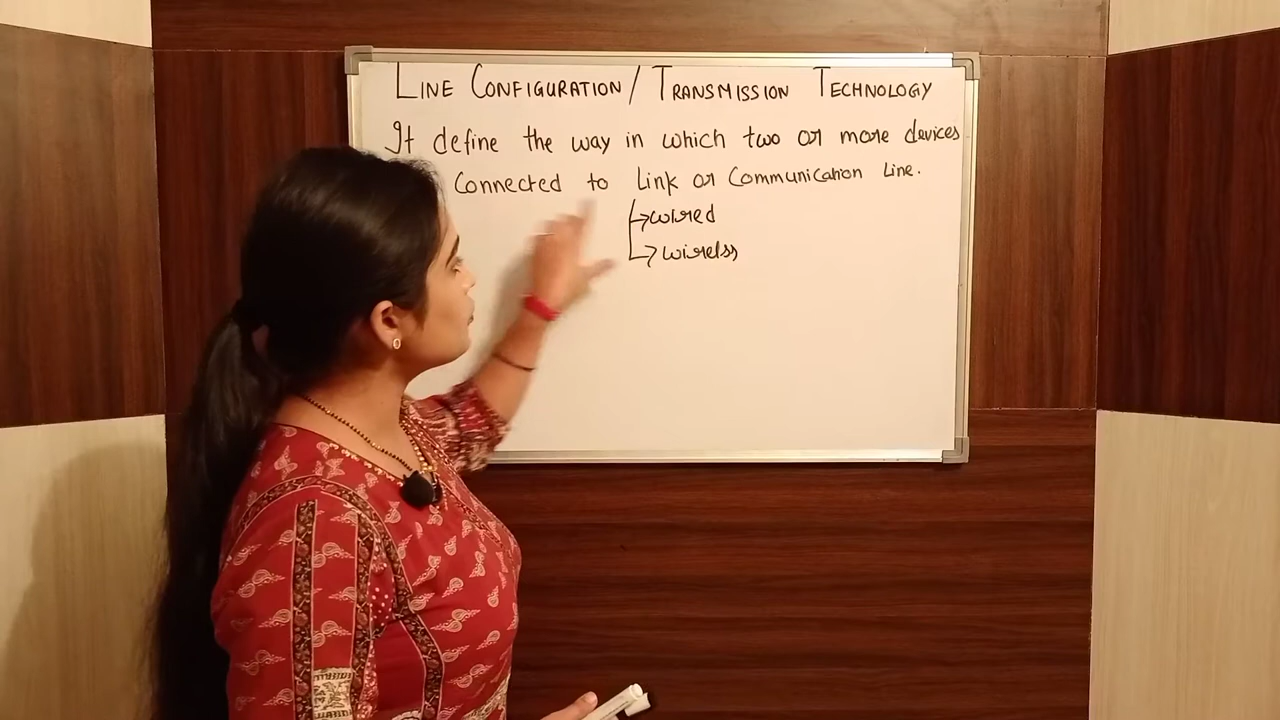 LINE CONFIGURATION / TRANSMISSION TECHNOLOGY
It define the way in which two or more devices
Connected to Link or Communication Line.
→wired
→wirelss